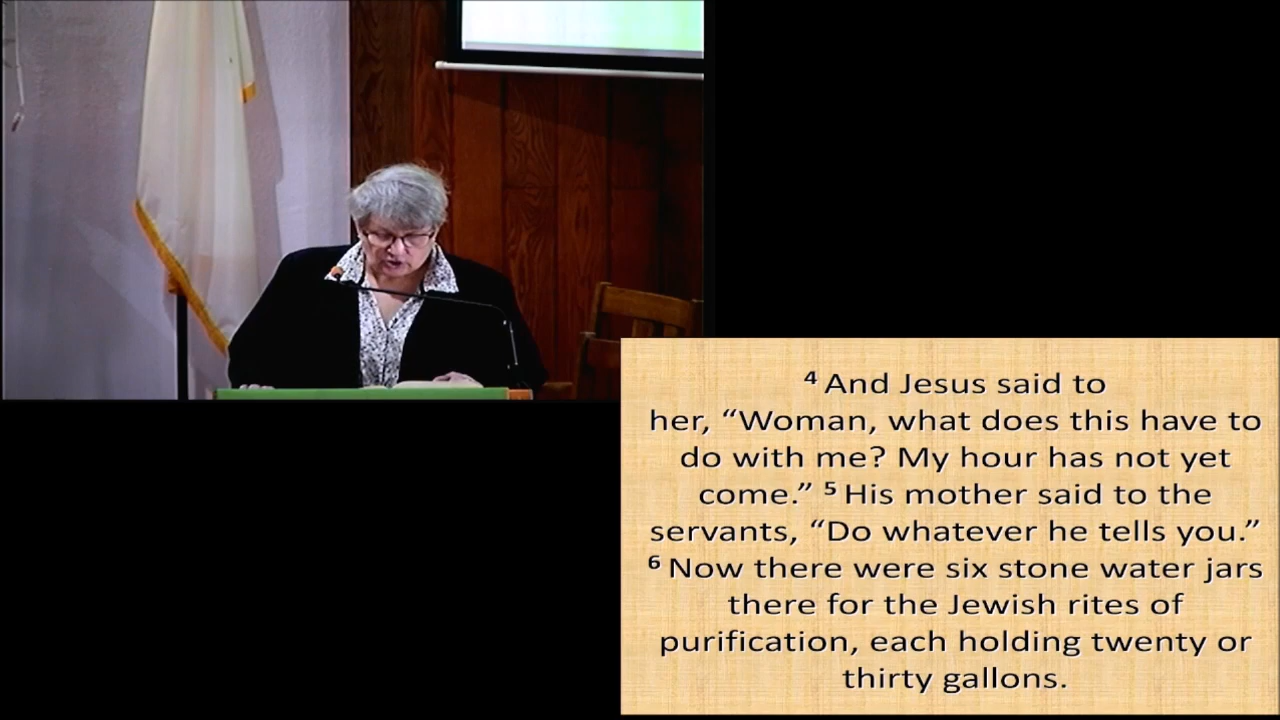 ⁴ And Jesus said to
her, “Woman, what does this have to
do with me? My hour has not yet
come.” ⁵ His mother said to the
servants, “Do whatever he tells you.”
⁶ Now there were six stone water jars
there for the Jewish rites of
purification, each holding twenty or
thirty gallons.